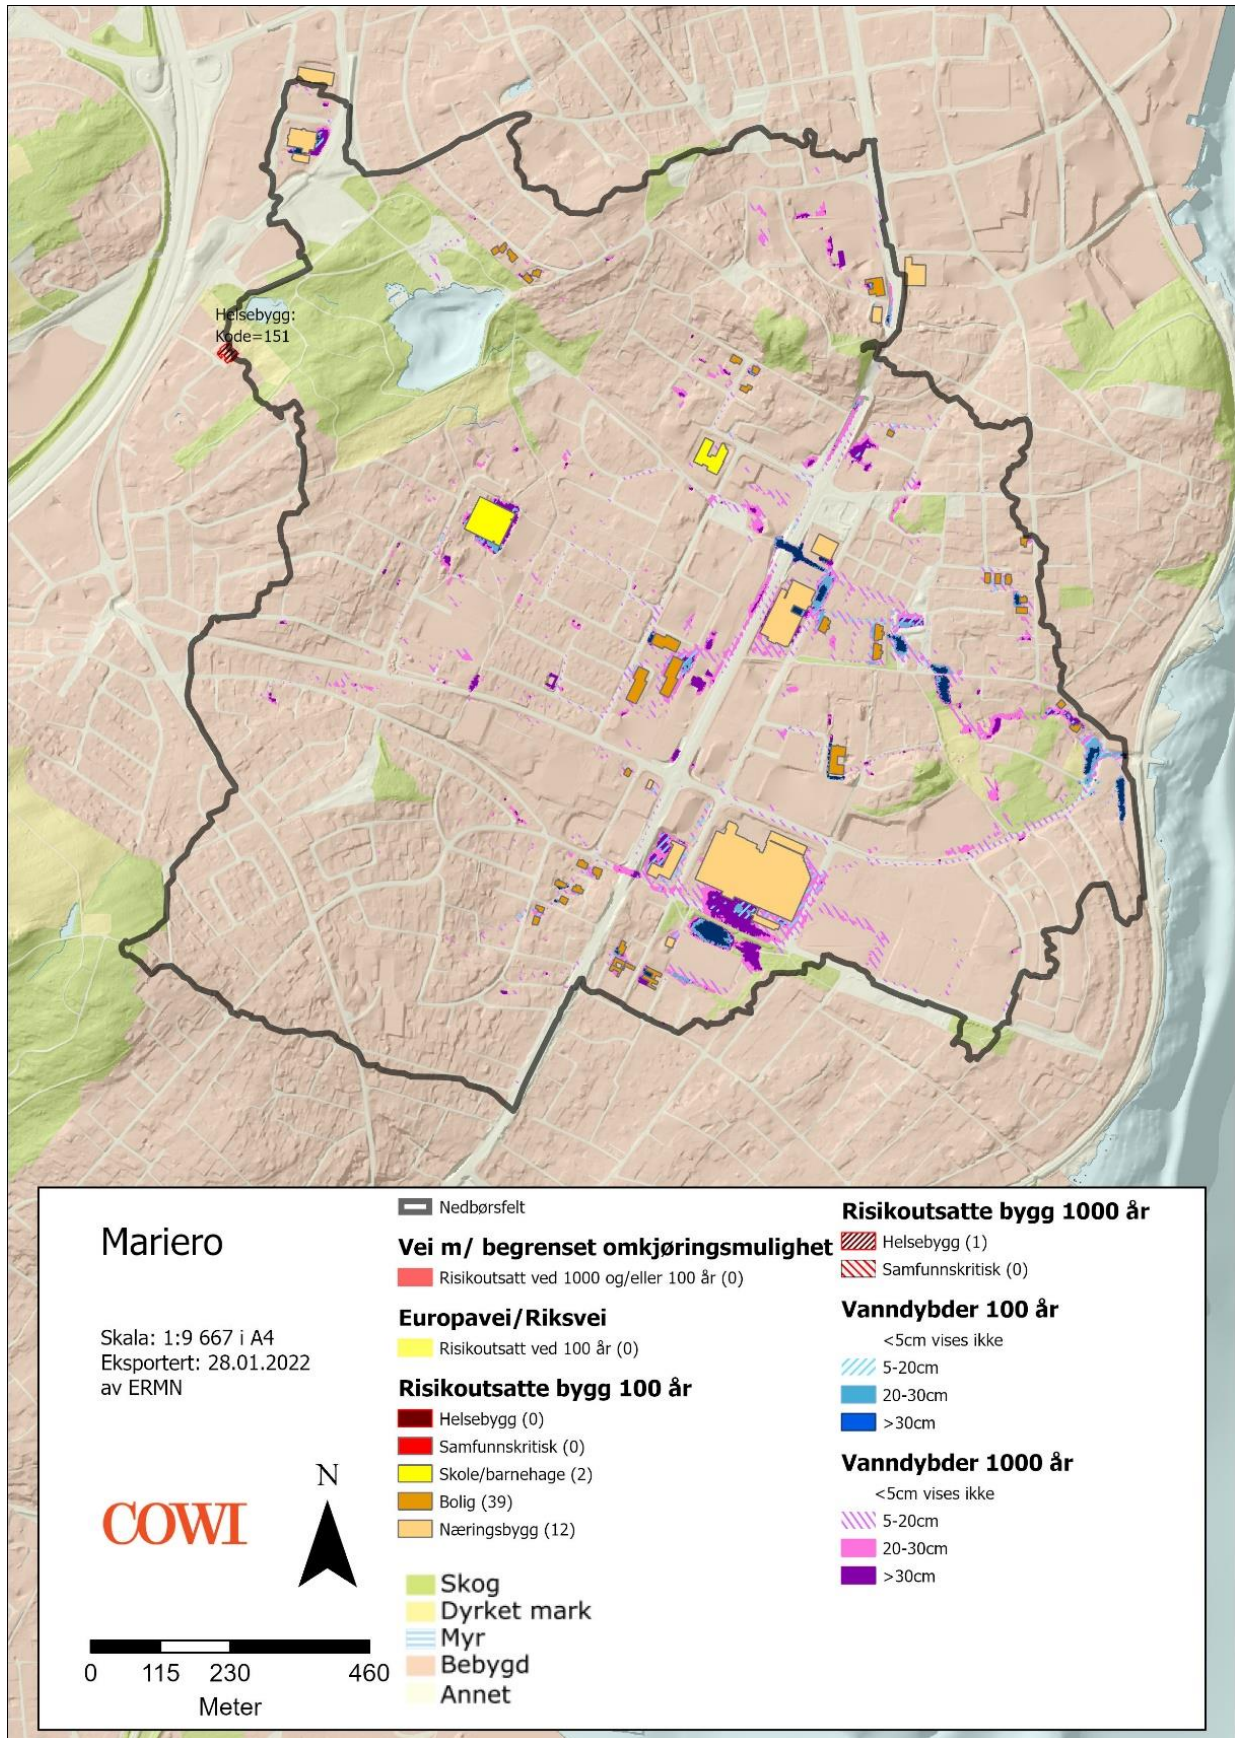 Helsebygg:
Kode=151
Mariero
Skala: 1:9 667 i A4
Eksportert: 28.01.2022
av ERMN
COWI
N
0 115 230 460
Meter
Nedbørsfelt
Vei m/ begrenset omkjøringsmulighet
Risikoutsatt ved 1000 og/eller 100 år (0)
Europavei/Riksvei
Risikoutsatt ved 100 år (0)
Risikoutsatte bygg 100 år
Helsebygg (0)
Samfunnskritisk (0)
Skole/barnehage (2)
Bolig (39)
Næringsbygg (12)
Skog
Dyrket mark
Myr
Bebygd
Annet
Risikoutsatte bygg 1000 år
Helsebygg (1)
Samfunnskritisk (0)
Vanndybder 100 år
<5cm vises ikke
5-20cm
20-30cm
>30cm
Vanndybder 1000 år
<5cm vises ikke
5-20cm
20-30cm
>30cm